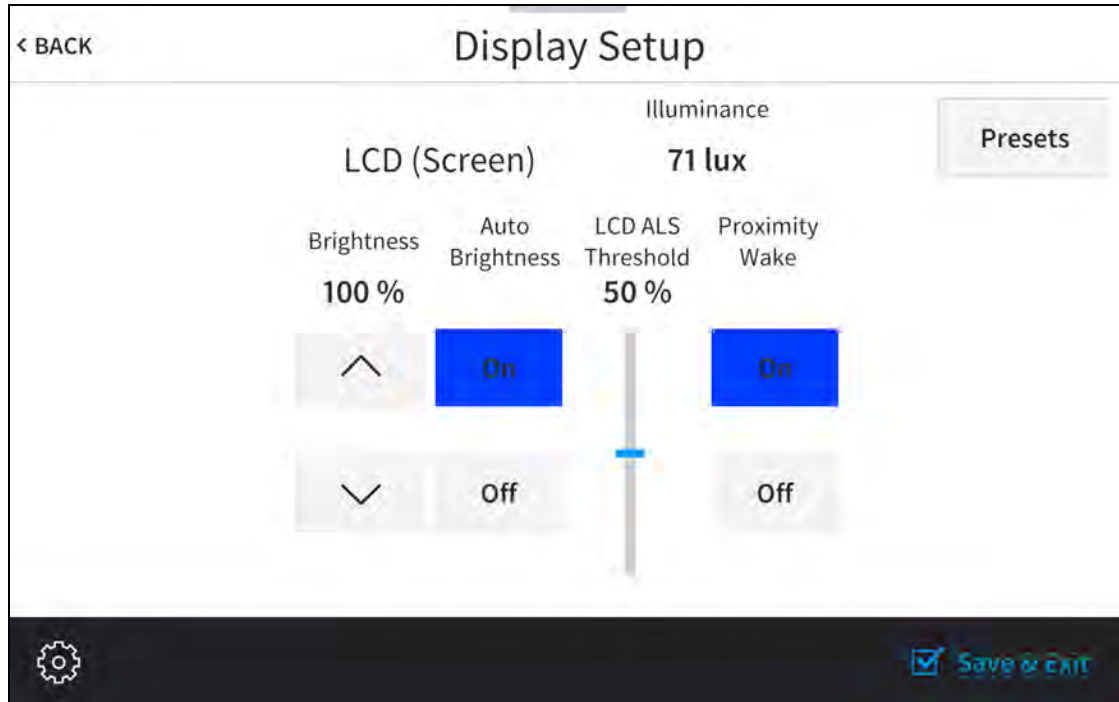 < BACK
Display Setup
Illuminance
LCD (Screen)
71 lux
Presets
Brightness
Auto
Brightness
LCD ALS
Threshold
Proximity
Wake
100 %
50 %
On
On
Off
Off
Save & Exit